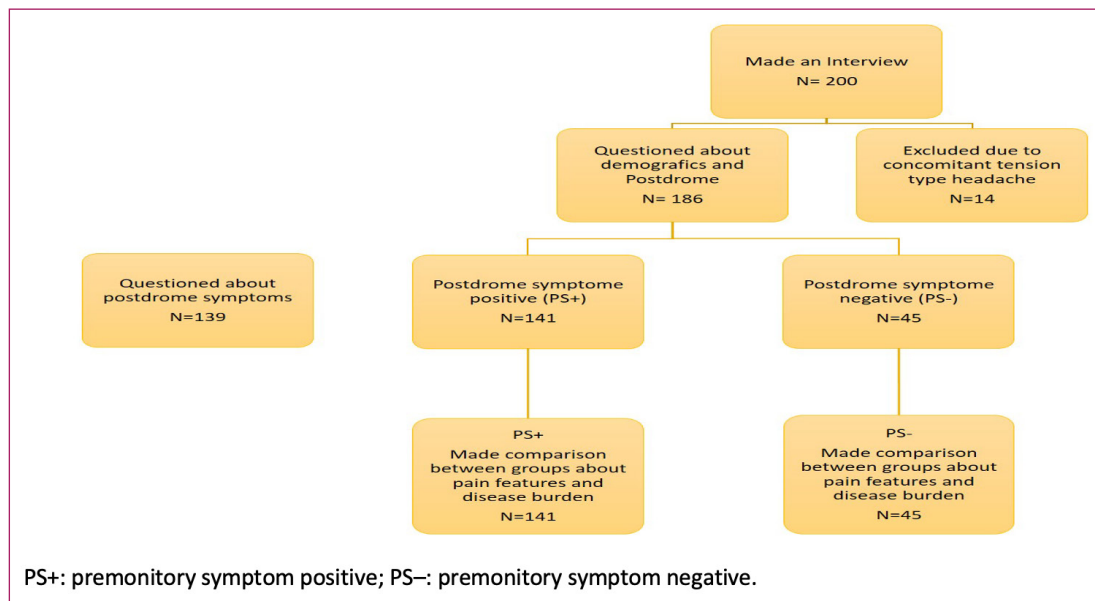 Made an Interview
N= 200
Questioned about
demografics and
Postdrome
N= 186
Excluded due to
concomitant tension
type headache
N=14
Questioned about
postdrome symptoms
N=139
Postdrome symptome
positive (PS+)
N=141
Postdrome symptome
negative (PS-)
N=45
PS+
Made comparison
between groups about
pain features and
disease burden
N=141
PS-
Made comparison
between groups about
pain features and
disease burden
N=45
PS+: premonitory symptom positive; PS–: premonitory symptom negative.